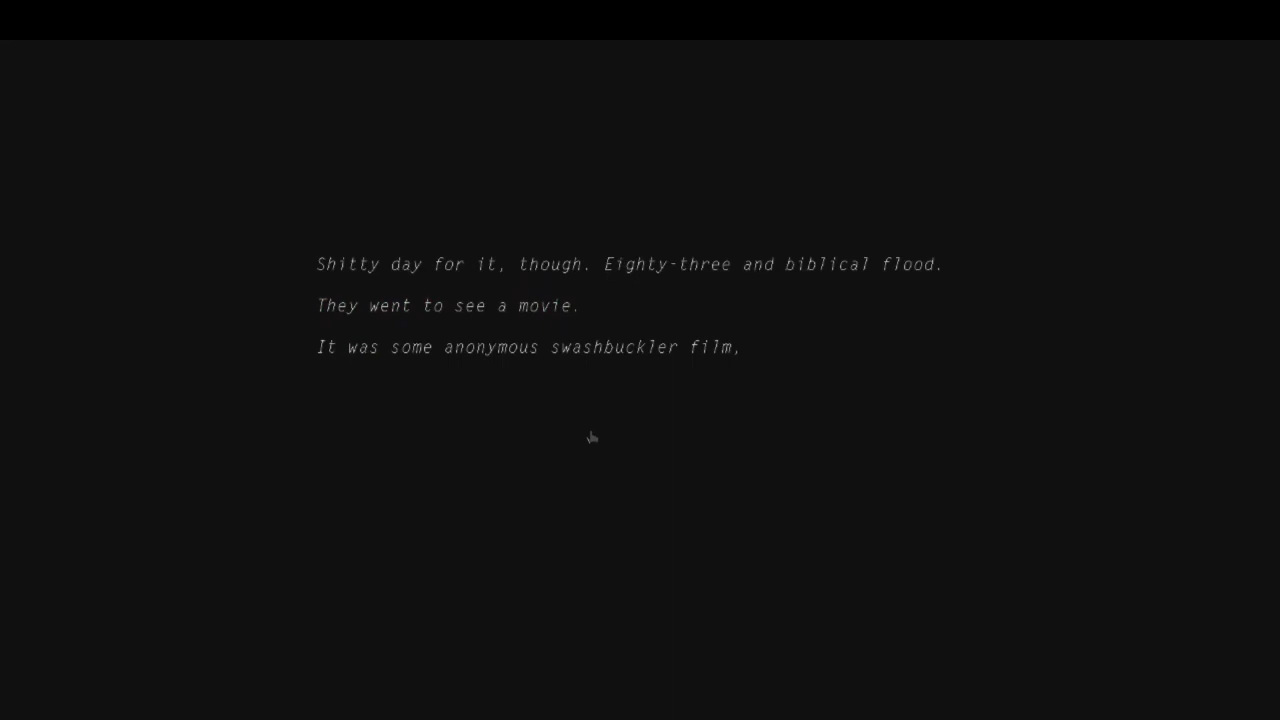 Shitty day for it, though. Eighty-three and biblical flood.
They went to see a movie.
It was some anonymous swashbuckler film,